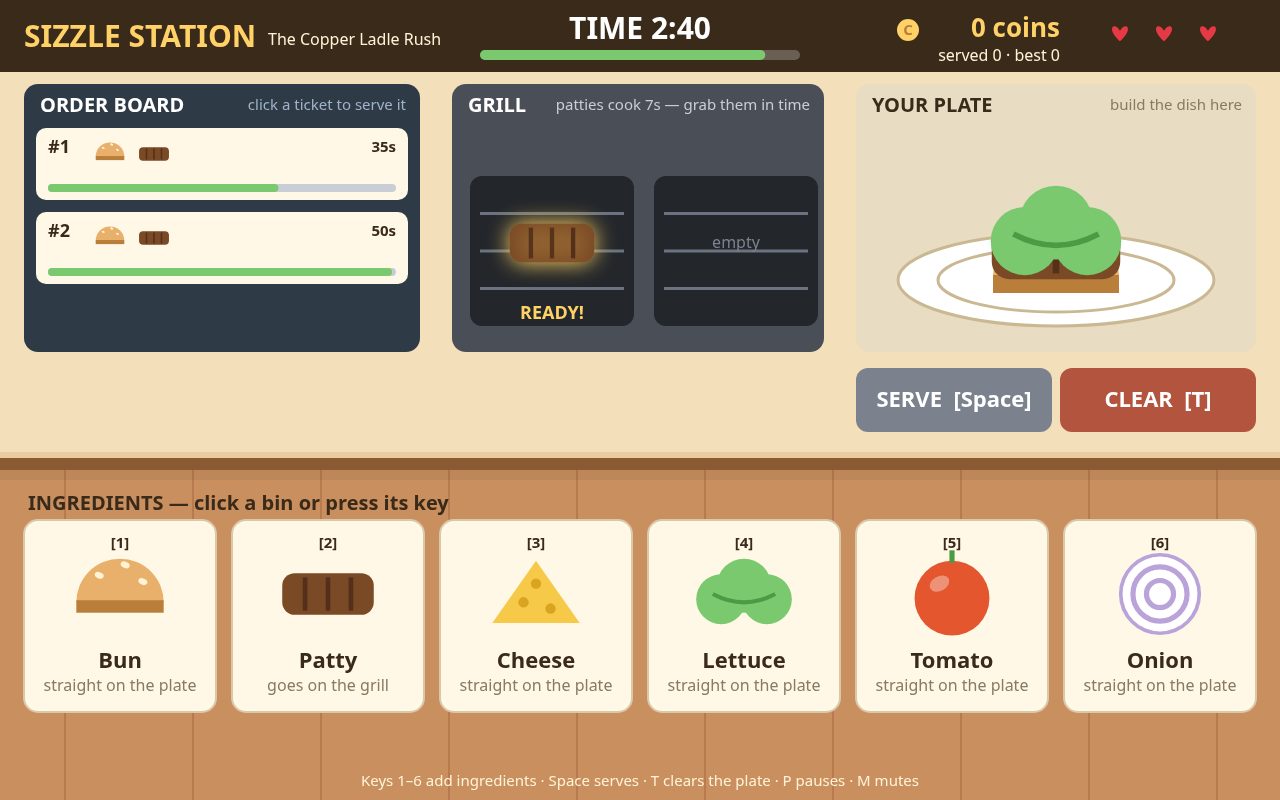 SIZZLE STATION The Copper Ladle Rush
TIME 2:40
C 0 coins
served 0 · best 0
ORDER BOARD click a ticket to serve it
#1 35s
#2 50s
GRILL patties cook 7s — grab them in time
READY!
empty
YOUR PLATE build the dish here
SERVE [Space]
CLEAR [T]
INGREDIENTS — click a bin or press its key
[1]
Bun
straight on the plate
[2]
Patty
goes on the grill
[3]
Cheese
straight on the plate
[4]
Lettuce
straight on the plate
[5]
Tomato
straight on the plate
[6]
Onion
straight on the plate
Keys 1–6 add ingredients · Space serves · T clears the plate · P pauses · M mutes